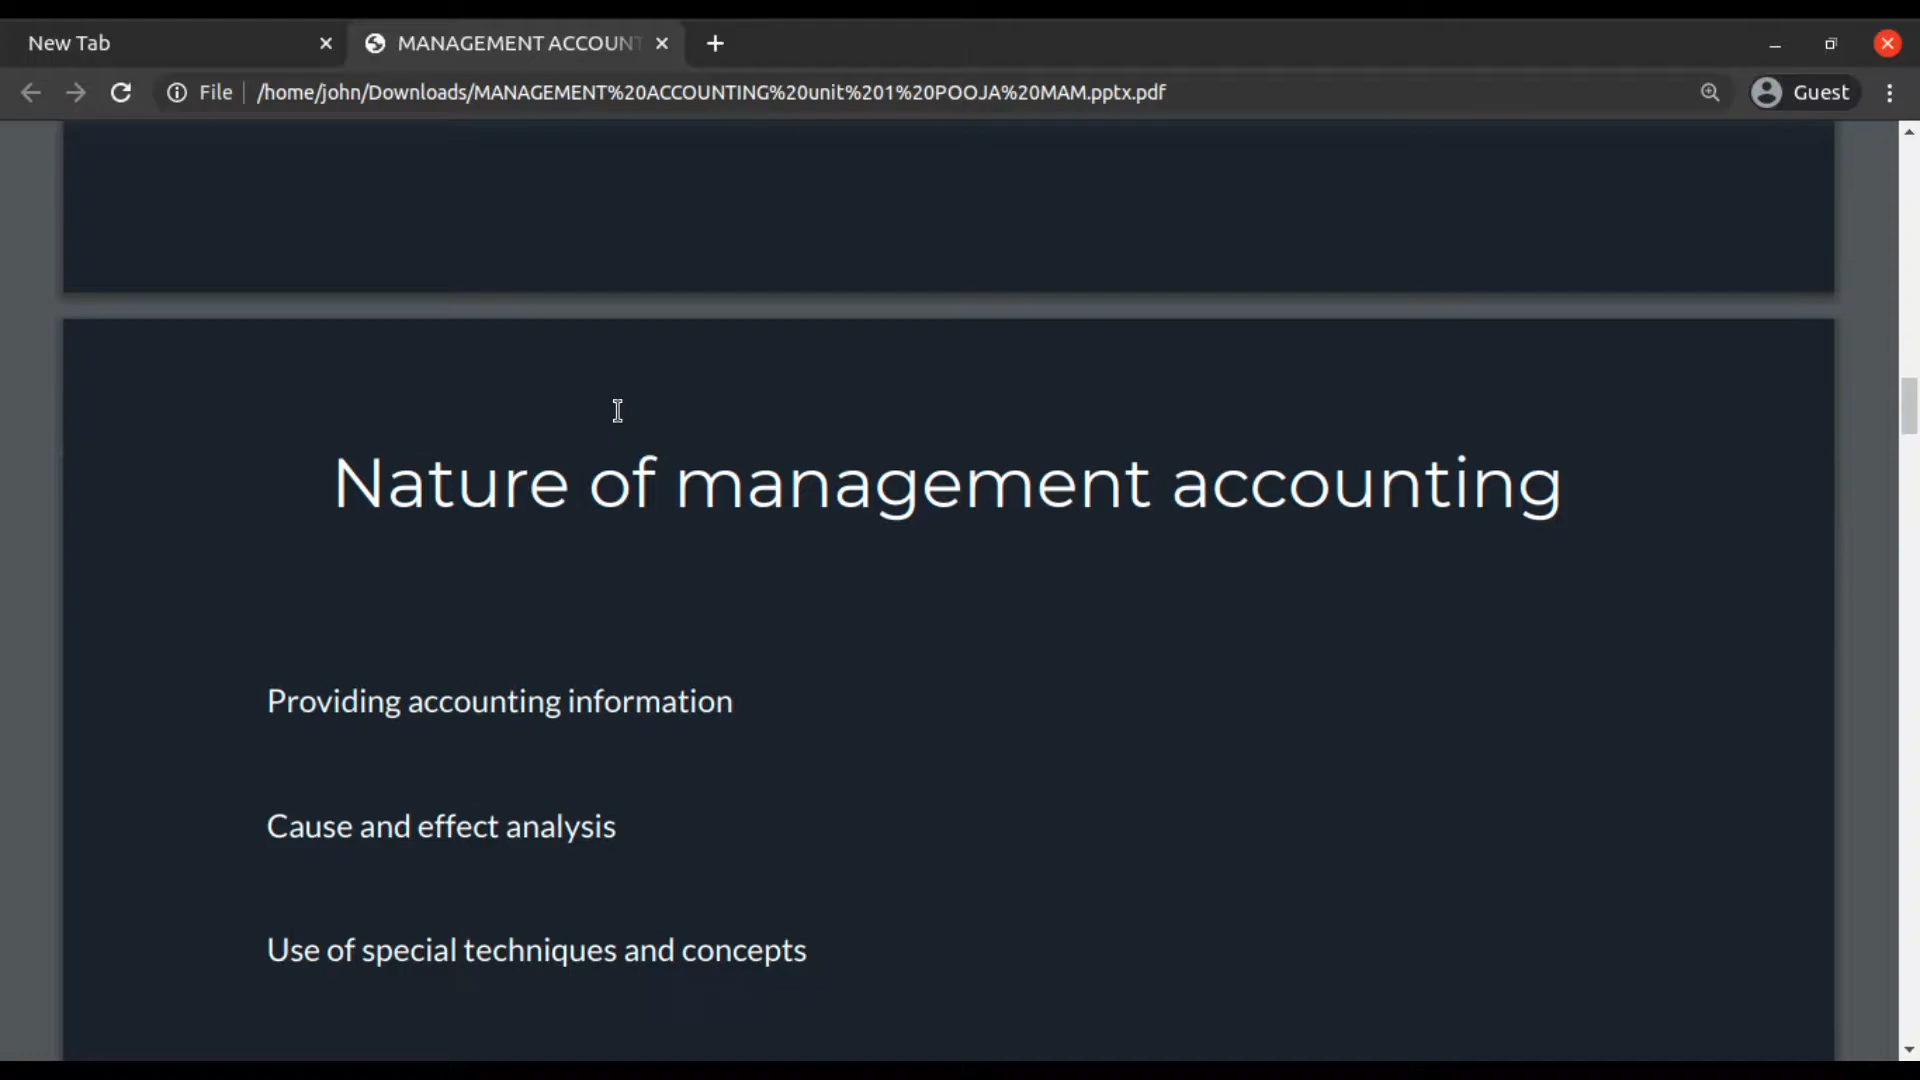 New Tab
MANAGEMENT ACCOUNT
File
/home/john/Downloads/MANAGEMENT%20ACCOUNTING%20unit%201%20POOJA%20MAM.pptx.pdf
Guest
Nature of management accounting
Providing accounting information
Cause and effect analysis
Use of special techniques and concepts